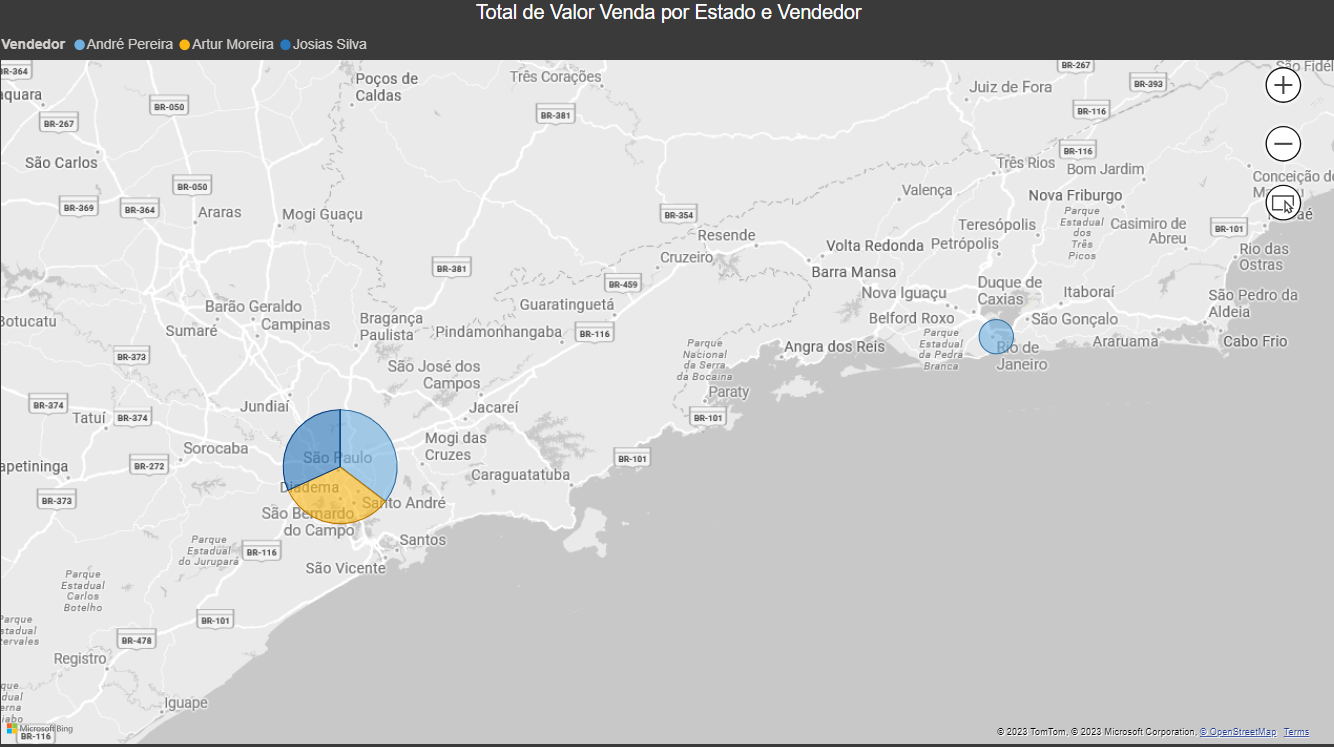 Total de Valor Venda por Estado e Vendedor
Vendedor André Pereira Artur Moreira Josias Silva
BR-364
BR-267
São Fidél
Poços de
Caldas
Três Corações
Juiz de Fora
BR-393
aquara
BR-050
BR-381
BR-116
BR-267
São Carlos
BR-116
Três Rios
Bom Jardim
Conceição de
BR-050
Valença
Nova Friburgo
BR-369
BR-364
Araras
Mogi Guaçu
BR-354
Parque
Estadual
dos
Três
Picos
Teresópolis
Casimiro de
Abreu
BR-101
Resende
Volta Redonda
Petrópolis
Rio das
Ostras
Cruzeiro
BR-381
Barra Mansa
BR-459
Nova Iguaçu
Duque de
Caxias
Itaboraí
São Pedro da
Aldeia
Barão Geraldo
Campinas
Guaratinguetá
Botucatu
Sumaré
Bragança
Paulista
Pindamonhangaba
BR-116
Belford Roxo
São Gonçalo
Parque
Estadual
da Pedra
Branca
Araruama
Cabo Frio
BR-373
Parque
Nacional
da Serra
da Bocaina
Angra dos Reis
Rio de
Janeiro
São José dos
Campos
Paraty
BR-374
Jundiaí
Jacareí
BR-101
Tatuí
BR-374
Sorocaba
Mogi das
Cruzes
São Paulo
BR-101
apetininga
BR-272
Caraguatatuba
Diadema
BR-373
Santo André
São Bernardo
do Campo
Santos
Parque
Estadual
do Jurupará
BR-116
São Vicente
Parque
Estadual
Carlos
Botelho
BR-101
Parque
stadual
tervales
BR-478
Registro
que
dual
erna
iabo
Iguape
Microsoft Bing
BR-116
© 2023 TomTom, © 2023 Microsoft Corporation, © OpenStreetMap Terms